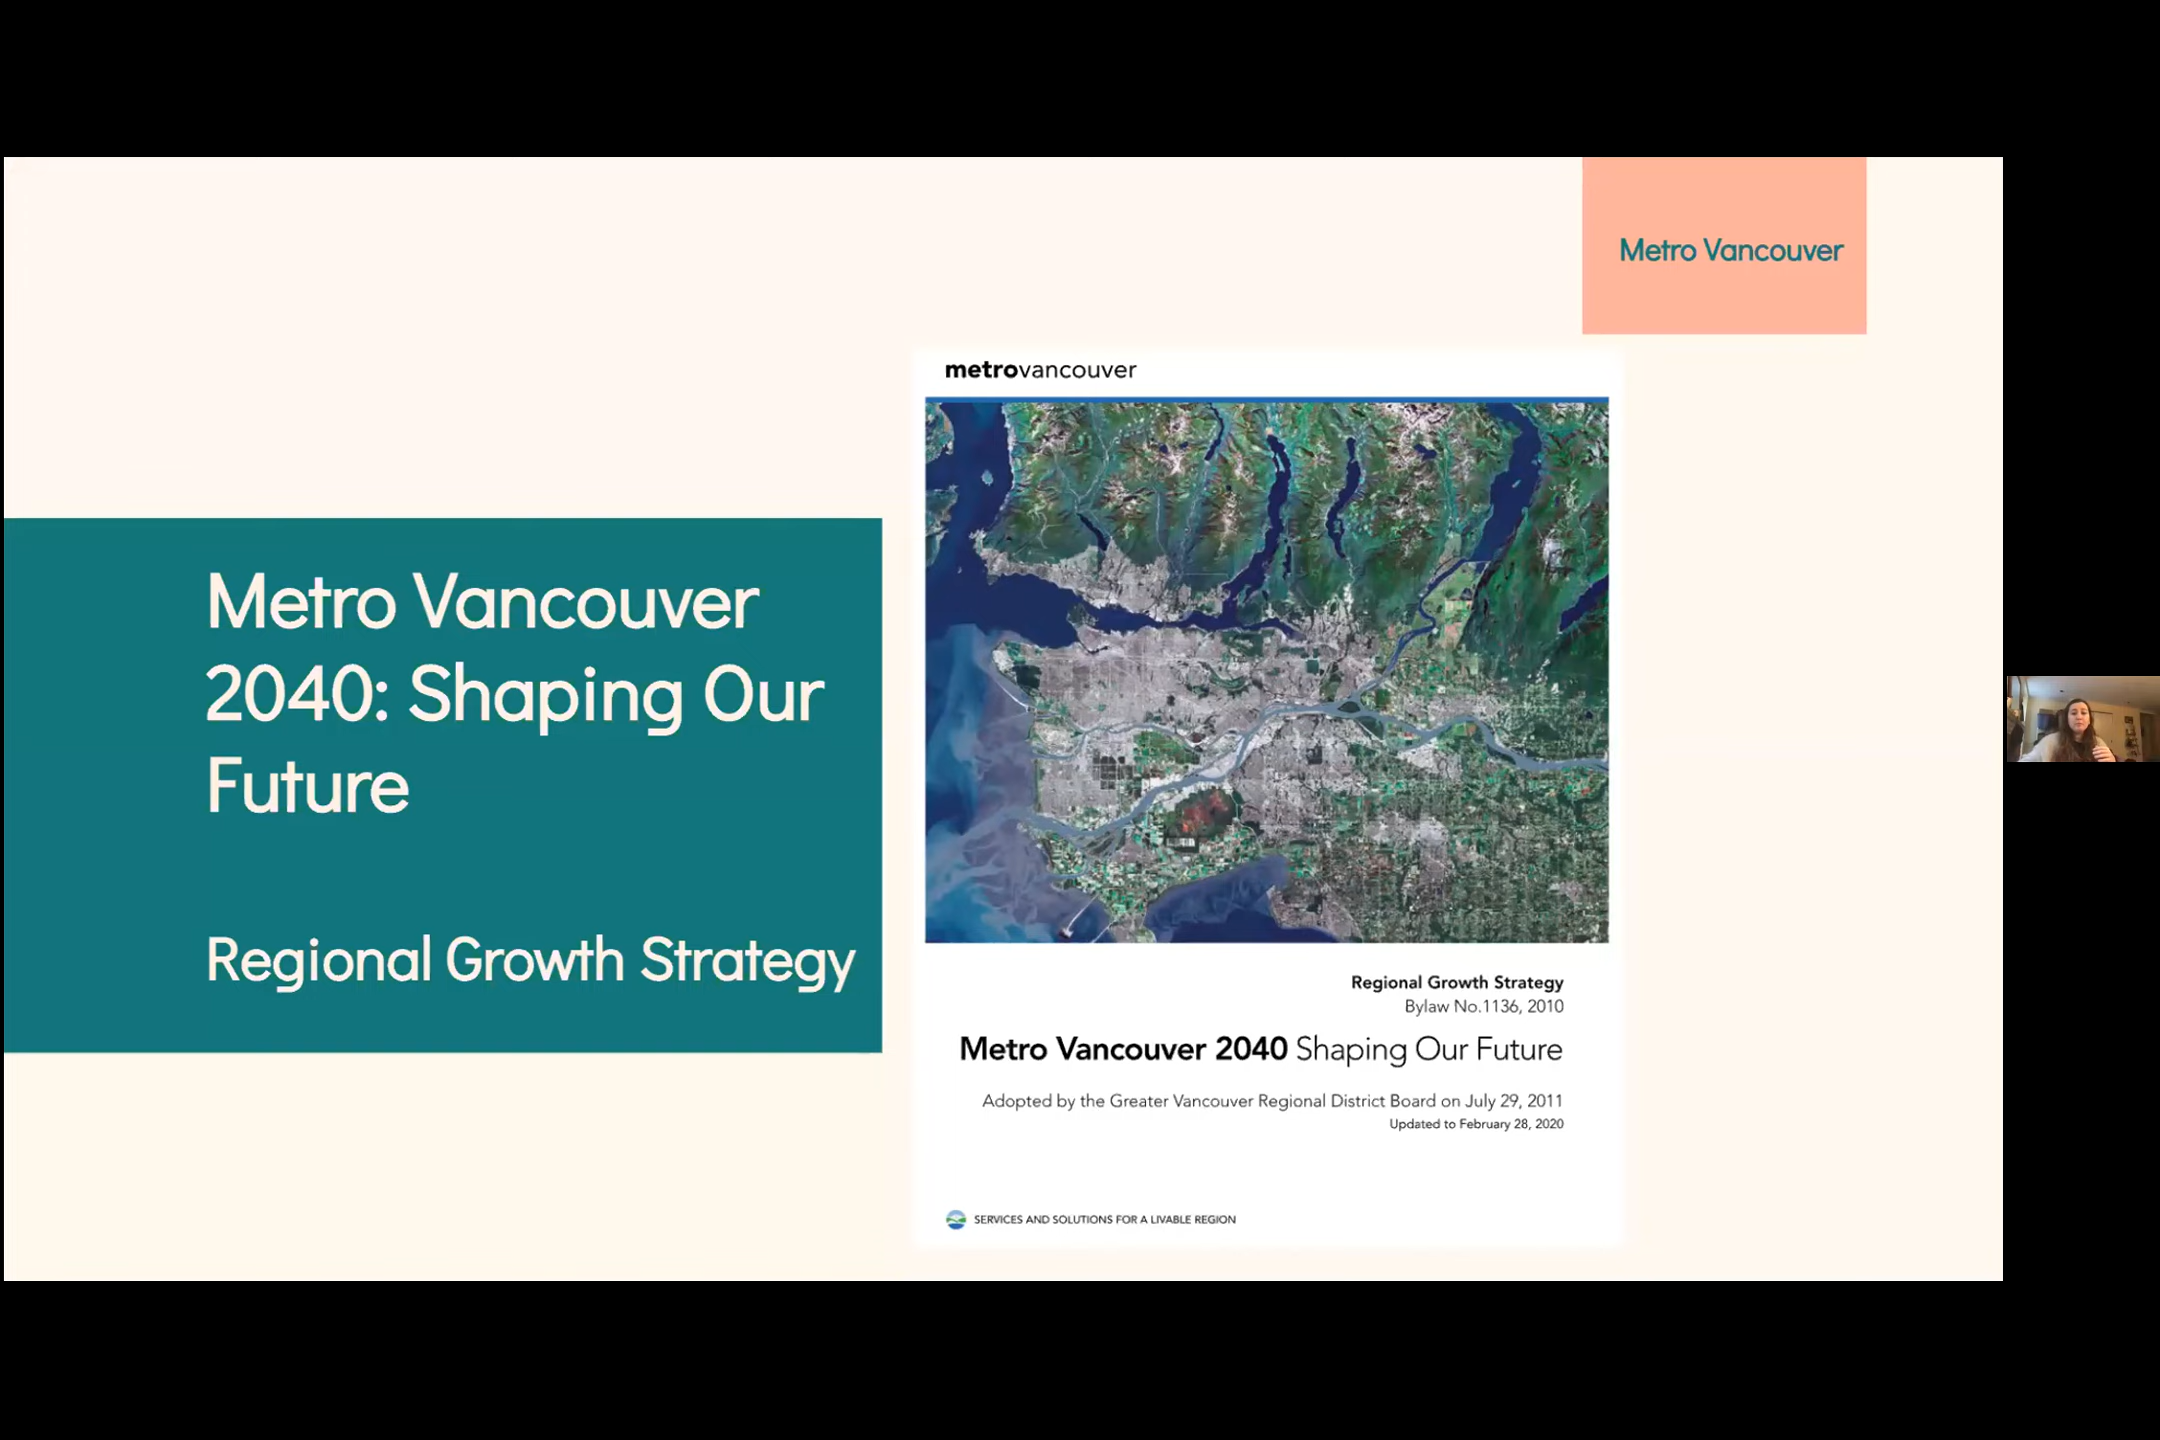 Metro Vancouver
Metro Vancouver
2040: Shaping Our
Future
Regional Growth Strategy
metrovancouver
Regional Growth Strategy
Bylaw No.1136, 2010
Metro Vancouver 2040 Shaping Our Future
Adopted by the Greater Vancouver Regional District Board on July 29, 2011
Updated to February 28, 2020
SERVICES AND SOLUTIONS FOR A LIVABLE REGION